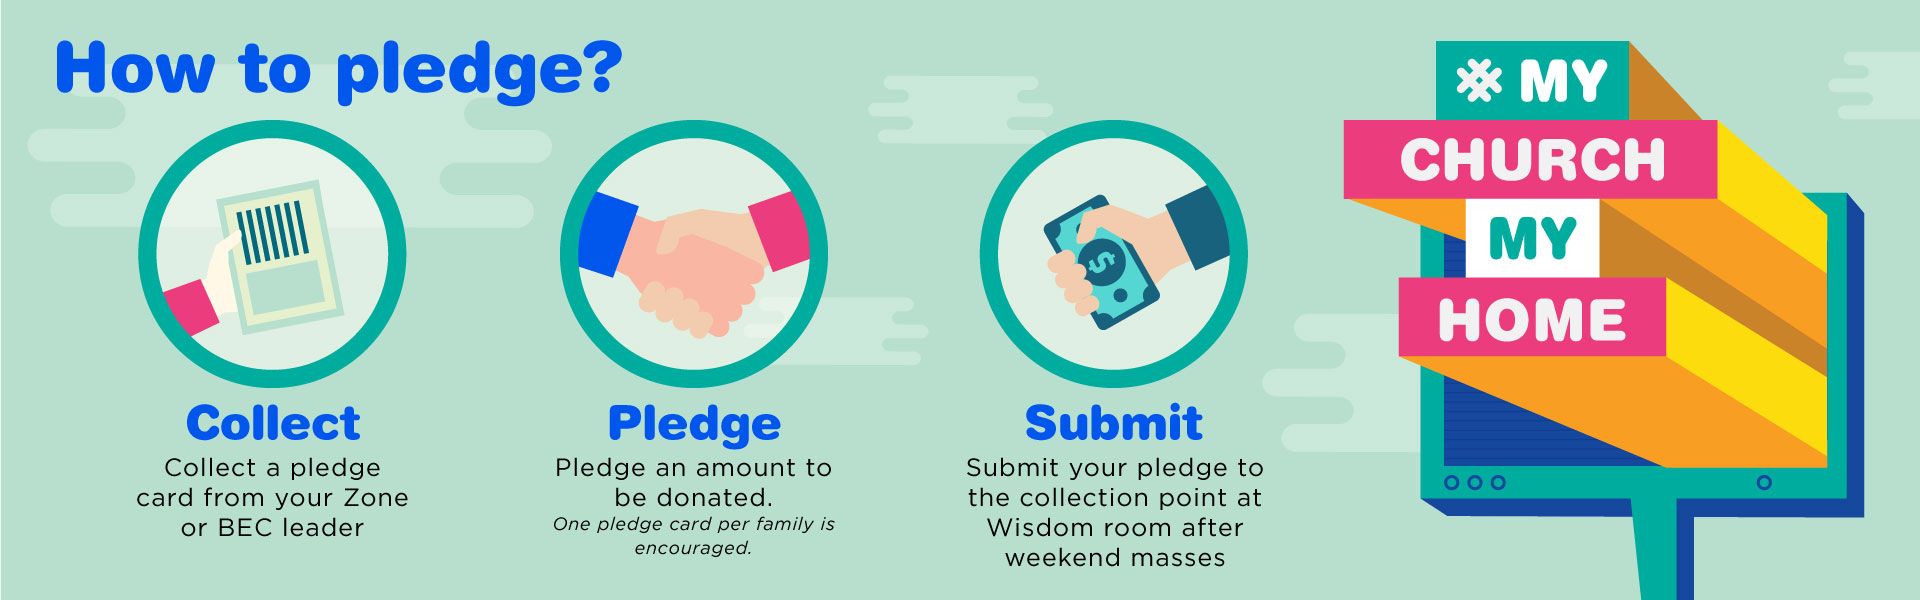 How to pledge?
Collect
Collect a pledge
card from your Zone
or BEC leader
Pledge
Pledge an amount to
be donated.
One pledge card per family is
encouraged.
$
Submit
Submit your pledge to
the collection point at
Wisdom room after
weekend masses
# MY
CHURCH
MY
HOME